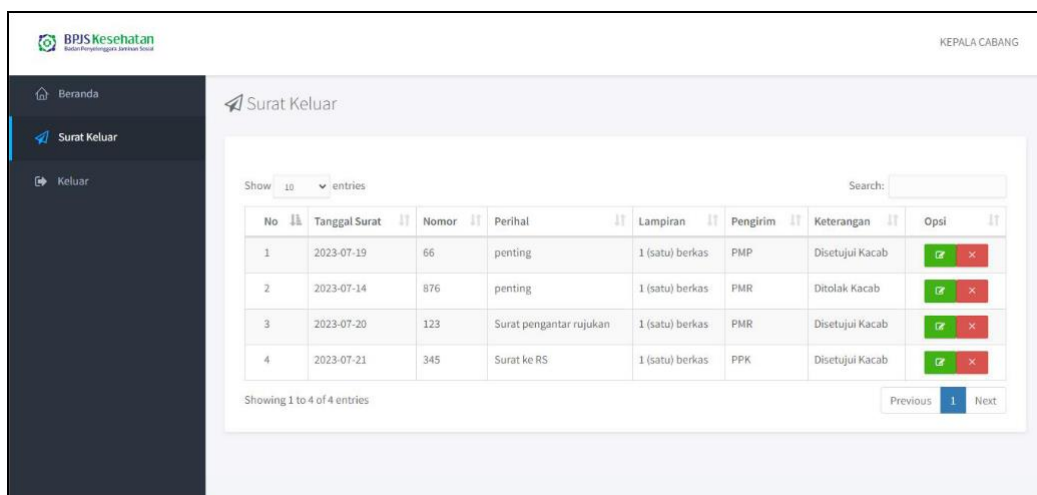 BPJS Kesehatan
Badan Penyelenggara Jaminan Sosial
KEPALA CABANG
Beranda
Surat Keluar
Keluar
Surat Keluar
Show 10 entries
Search:
No Tanggal Surat Nomor Perihal Lampiran Pengirim Keterangan Opsi
1 2023-07-19 66 penting 1 (satu) berkas PMP Disetujui Kacab
2 2023-07-14 876 penting 1 (satu) berkas PMR Ditolak Kacab
3 2023-07-20 123 Surat pengantar rujukan 1 (satu) berkas PMR Disetujui Kacab
4 2023-07-21 345 Surat ke RS 1 (satu) berkas PPK Disetujui Kacab
Showing 1 to 4 of 4 entries
Previous 1 Next